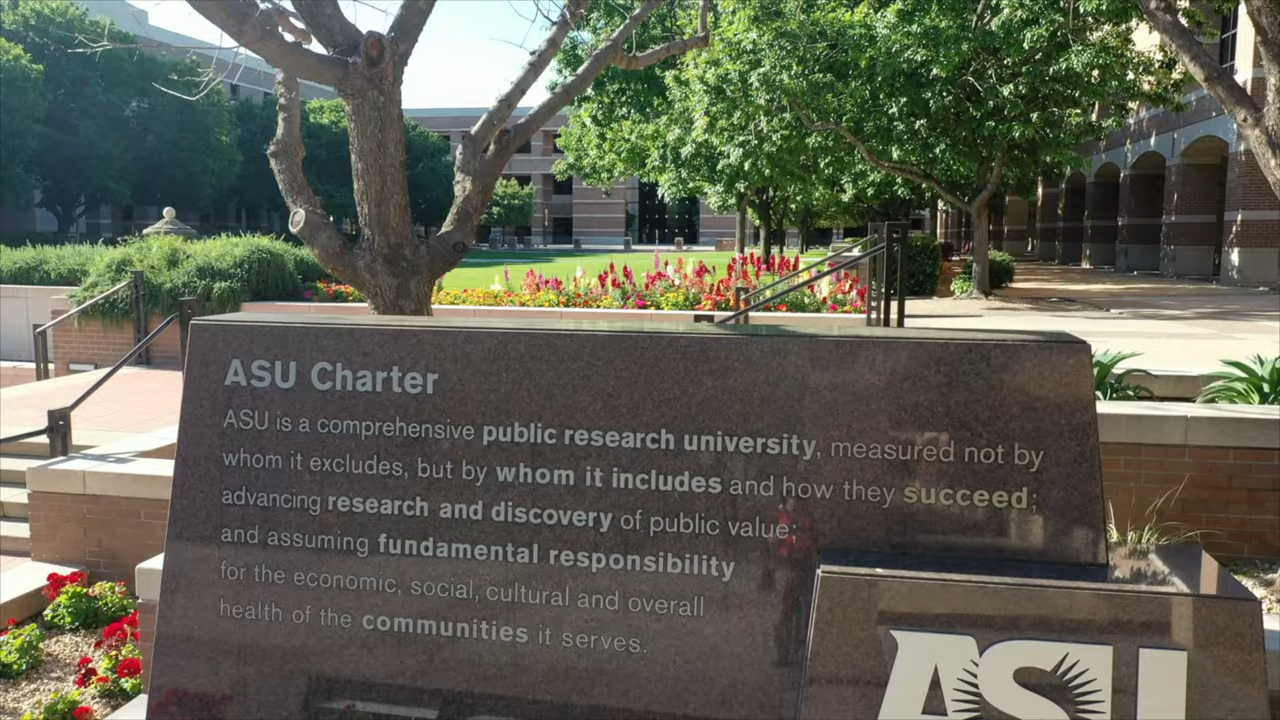 ASU Charter
ASU is a comprehensive public research university, measured not by
whom it excludes, but by whom it includes and how they succeed;
advancing research and discovery of public value;
and assuming fundamental responsibility
for the economic, social, cultural and overall
health of the communities it serves.
ASU